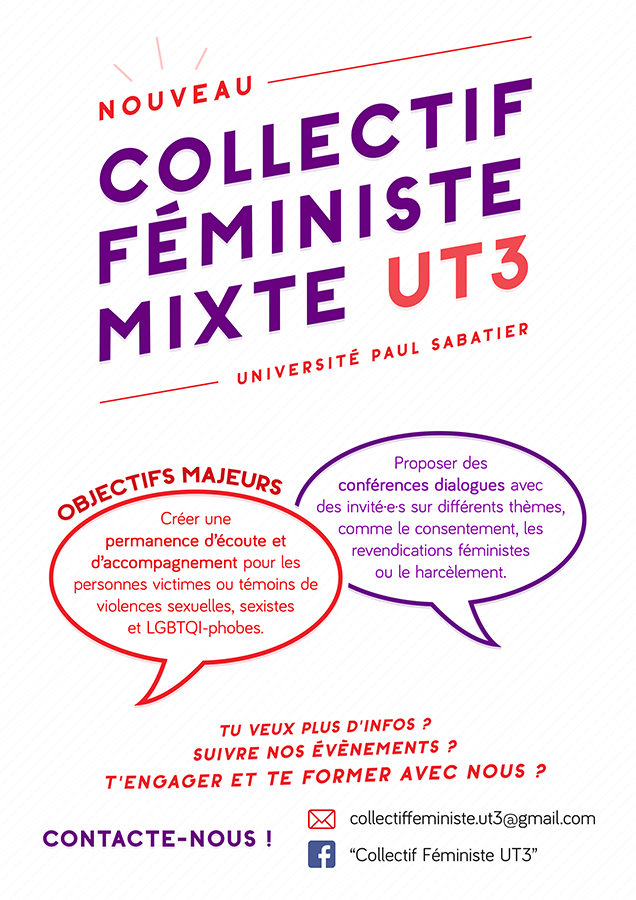 NOUVEAU
COLLECTIF
FÉMINISTE
MIXTE UT3
UNIVERSITÉ PAUL SABATIER
OBJECTIFS MAJEURS
Créer une
permanence d'écoute et
d'accompagnement pour les
personnes victimes ou témoins de
violences sexuelles, sexistes
et LGBTQI-phobes.
Proposer des
conférences dialogues avec
des invité·e·s sur différents thèmes,
comme le consentement, les
revendications féministes
ou le harcèlement.
TU VEUX PLUS D'INFOS ?
SUIVRE NOS ÉVÈNEMENTS ?
T'ENGAGER ET TE FORMER AVEC NOUS ?
CONTACTE-NOUS !
collectiffeministe.ut3@gmail.com
"Collectif Féministe UT3"